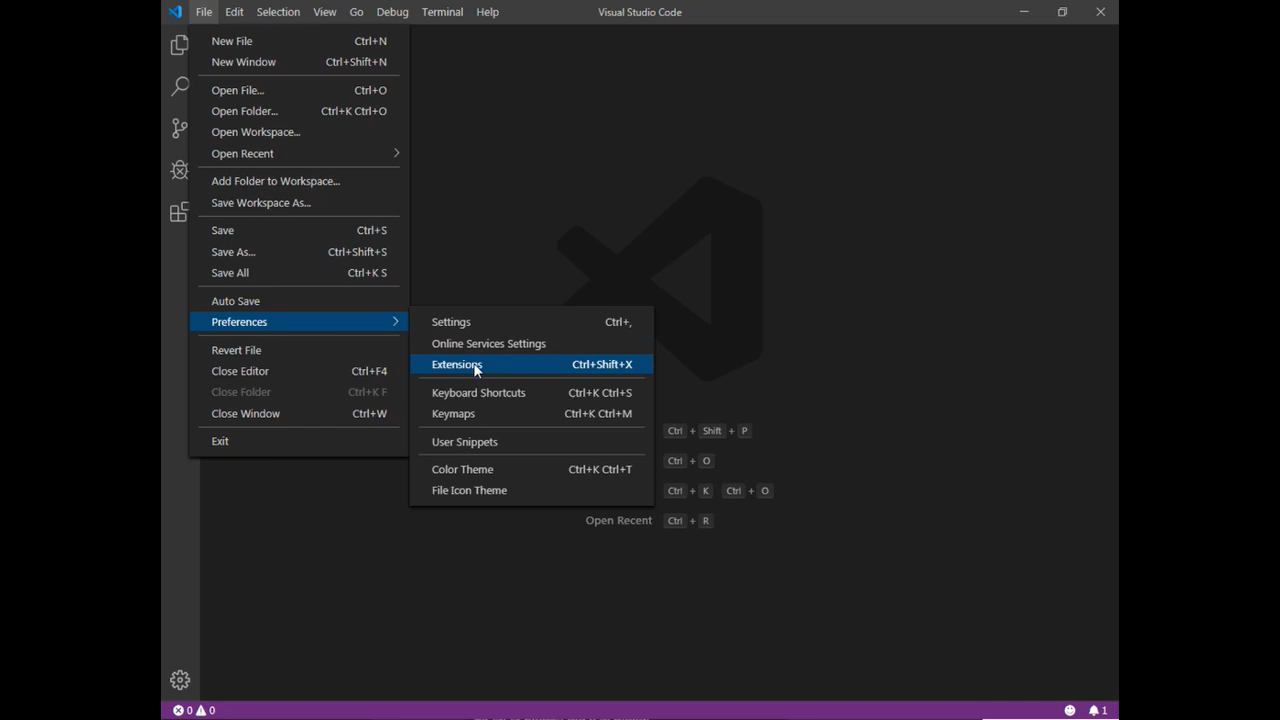 File Edit Selection View Go Debug Terminal Help Visual Studio Code
New File Ctrl+N
New Window Ctrl+Shift+N
Open File... Ctrl+O
Open Folder... Ctrl+K Ctrl+O
Open Workspace...
Open Recent
Add Folder to Workspace...
Save Workspace As...
Save Ctrl+S
Save As... Ctrl+Shift+S
Save All Ctrl+K S
Auto Save
Preferences
Revert File
Close Editor Ctrl+F4
Close Folder Ctrl+K F
Close Window Ctrl+W
Exit
Settings Ctrl+,
Online Services Settings
Extensions Ctrl+Shift+X
Keyboard Shortcuts Ctrl+K Ctrl+S
Keymaps Ctrl+K Ctrl+M
User Snippets
Color Theme Ctrl+K Ctrl+T
File Icon Theme
Ctrl + Shift + P
Ctrl + O
Ctrl + K Ctrl + O
Open Recent Ctrl + R
0 0 1